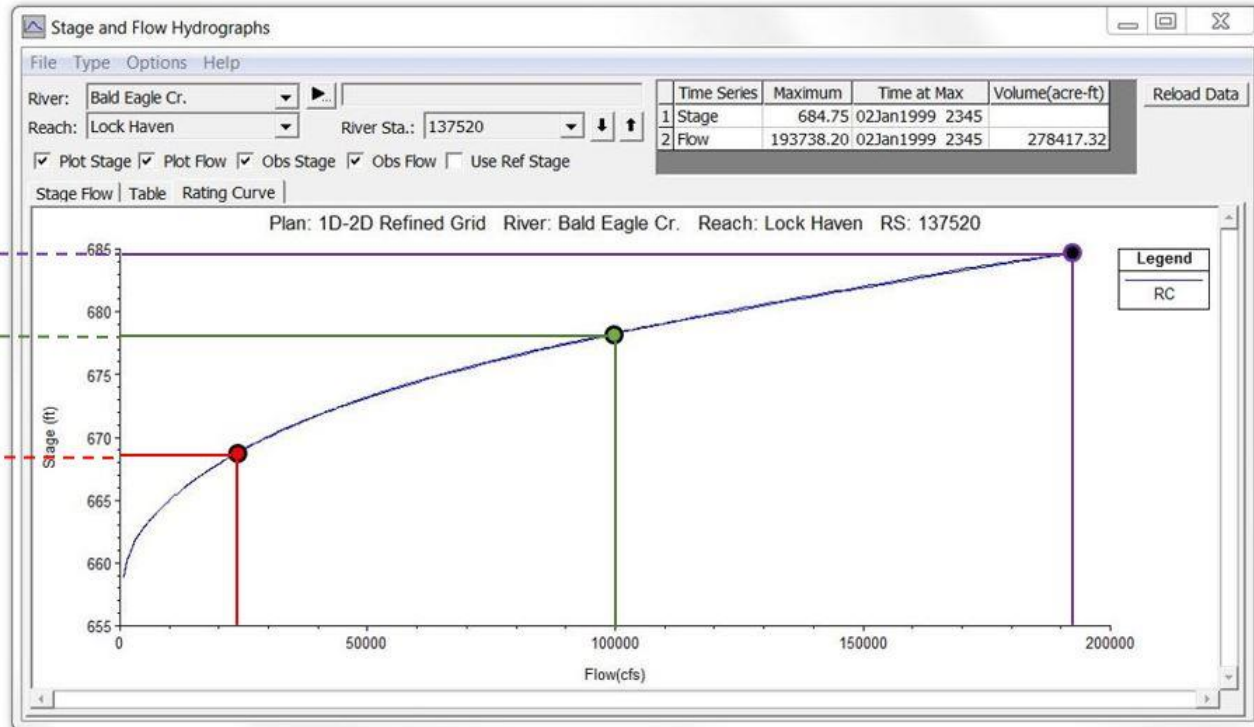 Stage and Flow Hydrographs
File Type Options Help
River: Bald Eagle Cr.
Reach: Lock Haven River Sta.: 137520
Plot Stage Plot Flow Obs Stage Obs Flow Use Ref Stage
Time Series Maximum Time at Max Volume(acre-ft)
1 Stage 684.75 02Jan1999 2345
2 Flow 193738.20 02Jan1999 2345 278417.32
Reload Data
Stage Flow Table Rating Curve
Plan: 1D-2D Refined Grid River: Bald Eagle Cr. Reach: Lock Haven RS: 137520
685
680
675
670
665
660
655
Stage (ft)
0 50000 100000 150000 200000
Flow(cfs)
Legend
RC